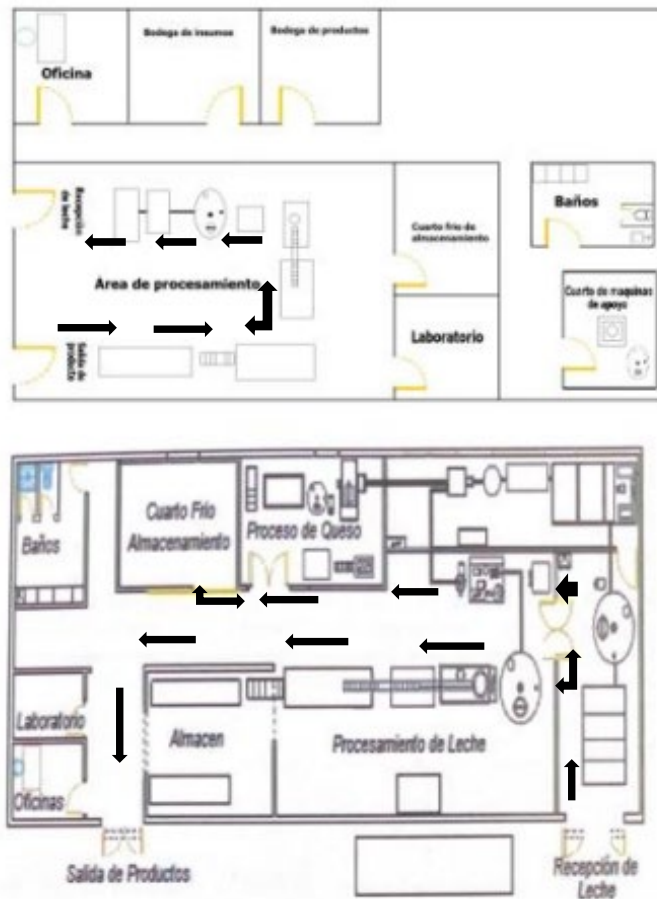 Oficina
Bodega de insumos
Bodega de productos
Recepción
de leche
Área de procesamiento
Salida de
producto
Cuarto frío de
almacenamiento
Laboratorio
Baños
Cuarto de maquinas
de apoyo
Baños
Cuarto Frío
Almacenamiento
Proceso de Queso
Laboratorio
Oficinas
Almacen
Procesamiento de Leche
Salida de Productos
Recepción de
Leche